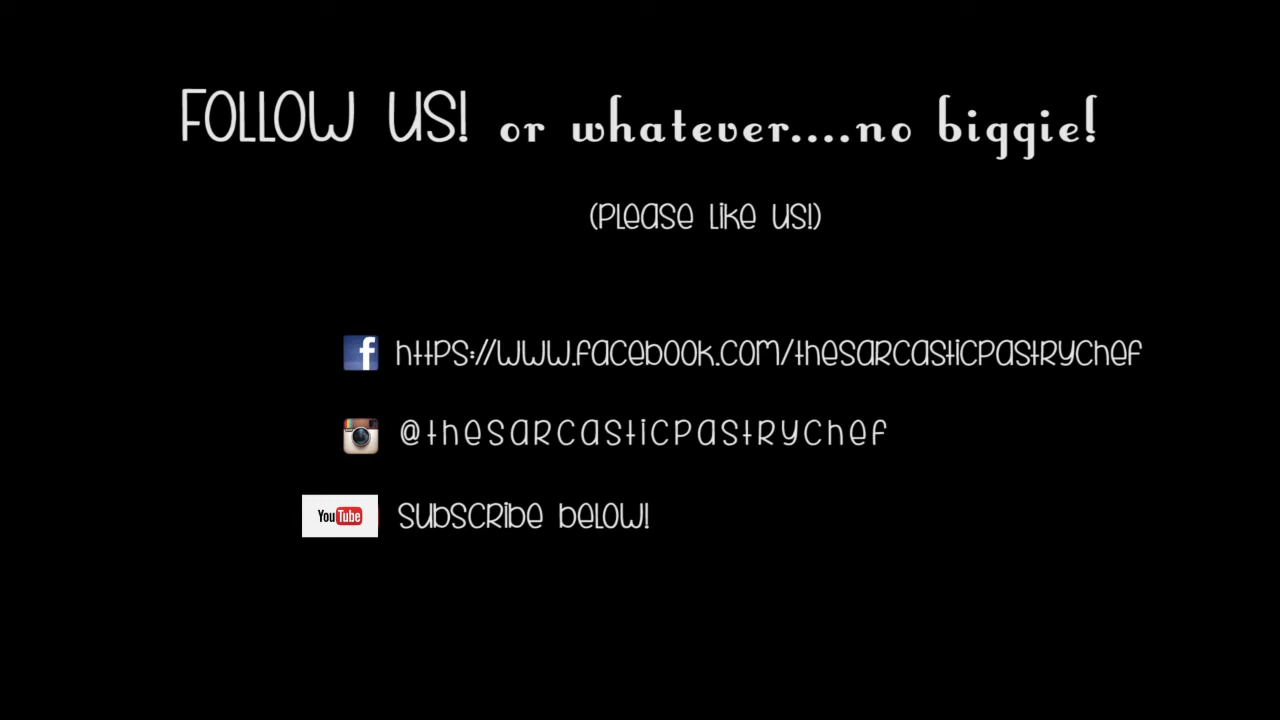 FOLLOW US! or whatever....no biggie!
(Please like us!)
f https://www.facebook.com/thesarcasticpastrychef
@thesarcasticpastrychef
YouTube Subscribe below!